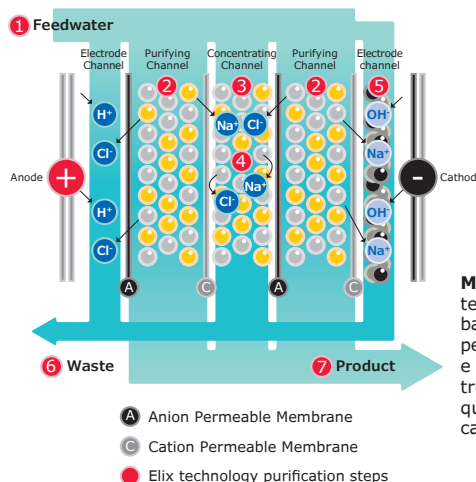 1 Feedwater
Electrode Channel
Purifying Channel
Concentrating Channel
Purifying Channel
Electrode channel
2
3
2
5
H⁺
Na⁺
Cl⁻
OH⁻
Cl⁻
4
Na⁺
Anode
+
-
Cathod
Na⁺
Cl⁻
H⁺
OH⁻
Cl⁻
Na⁺
A
C
A
C
M
te
ba
pe
e
tr
qu
ca
6 Waste
7 Product
A Anion Permeable Membrane
C Cation Permeable Membrane
Elix technology purification steps